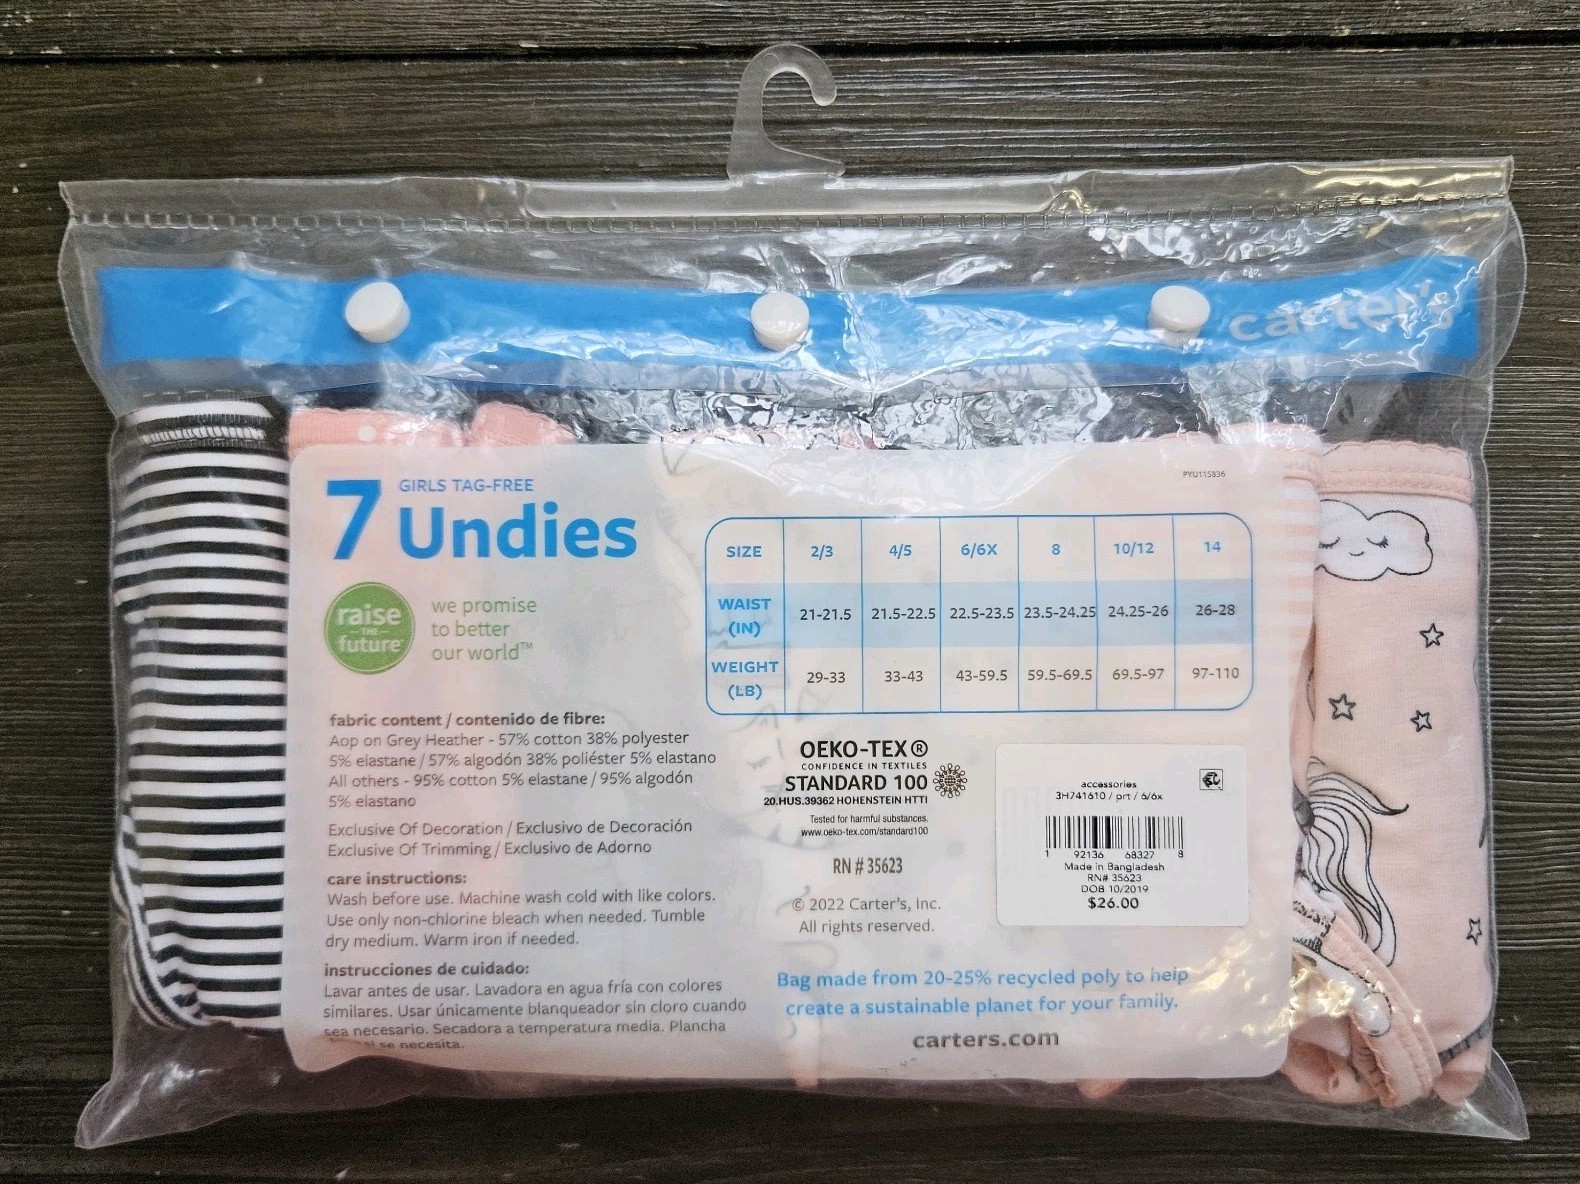 carter's
7
GIRLS TAG-FREE
Undies
PYU115836
raise
THE
future
we promise
to better
our world™
SIZE 2/3 4/5 6/6X 8 10/12 14
WAIST (IN) 21-21.5 21.5-22.5 22.5-23.5 23.5-24.25 24.25-26 26-28
WEIGHT (LB) 29-33 33-43 43-59.5 59.5-69.5 69.5-97 97-110
fabric content / contenido de fibre:
Aop on Grey Heather - 57% cotton 38% polyester
5% elastane / 57% algodón 38% poliéster 5% elastano
All others - 95% cotton 5% elastane / 95% algodón
5% elastano
Exclusive Of Decoration / Exclusivo de Decoración
Exclusive Of Trimming / Exclusivo de Adorno
care instructions:
Wash before use. Machine wash cold with like colors.
Use only non-chlorine bleach when needed. Tumble
dry medium. Warm iron if needed.
instrucciones de cuidado:
Lavar antes de usar. Lavadora en agua fría con colores
similares. Usar únicamente blanqueador sin cloro cuando
sea necesario. Secadora a temperatura media. Plancha
si se necesita.
OEKO-TEX®
CONFIDENCE IN TEXTILES
STANDARD 100
20.HUS.39362 HOHENSTEIN HTTI
Tested for harmful substances.
www.oeko-tex.com/standard100
RN # 35623
© 2022 Carter's, Inc.
All rights reserved.
accessories
3H741610 / prt / 6/6x
1 92136 68327 8
Made in Bangladesh
RN# 35623
DOB 10/2019
$26.00
Bag made from 20-25% recycled poly to help
create a sustainable planet for your family.
carters.com